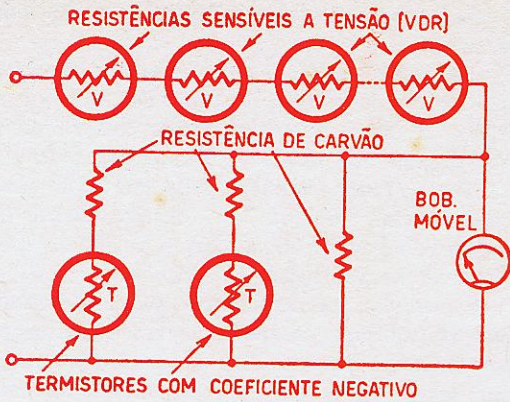 RESISTÊNCIAS SENSÍVEIS A TENSÃO (VDR)
V
V
V
V
RESISTÊNCIA DE CARVÃO
BOB.
MÓVEL
T
T
TERMISTORES COM COEFICIENTE NEGATIVO